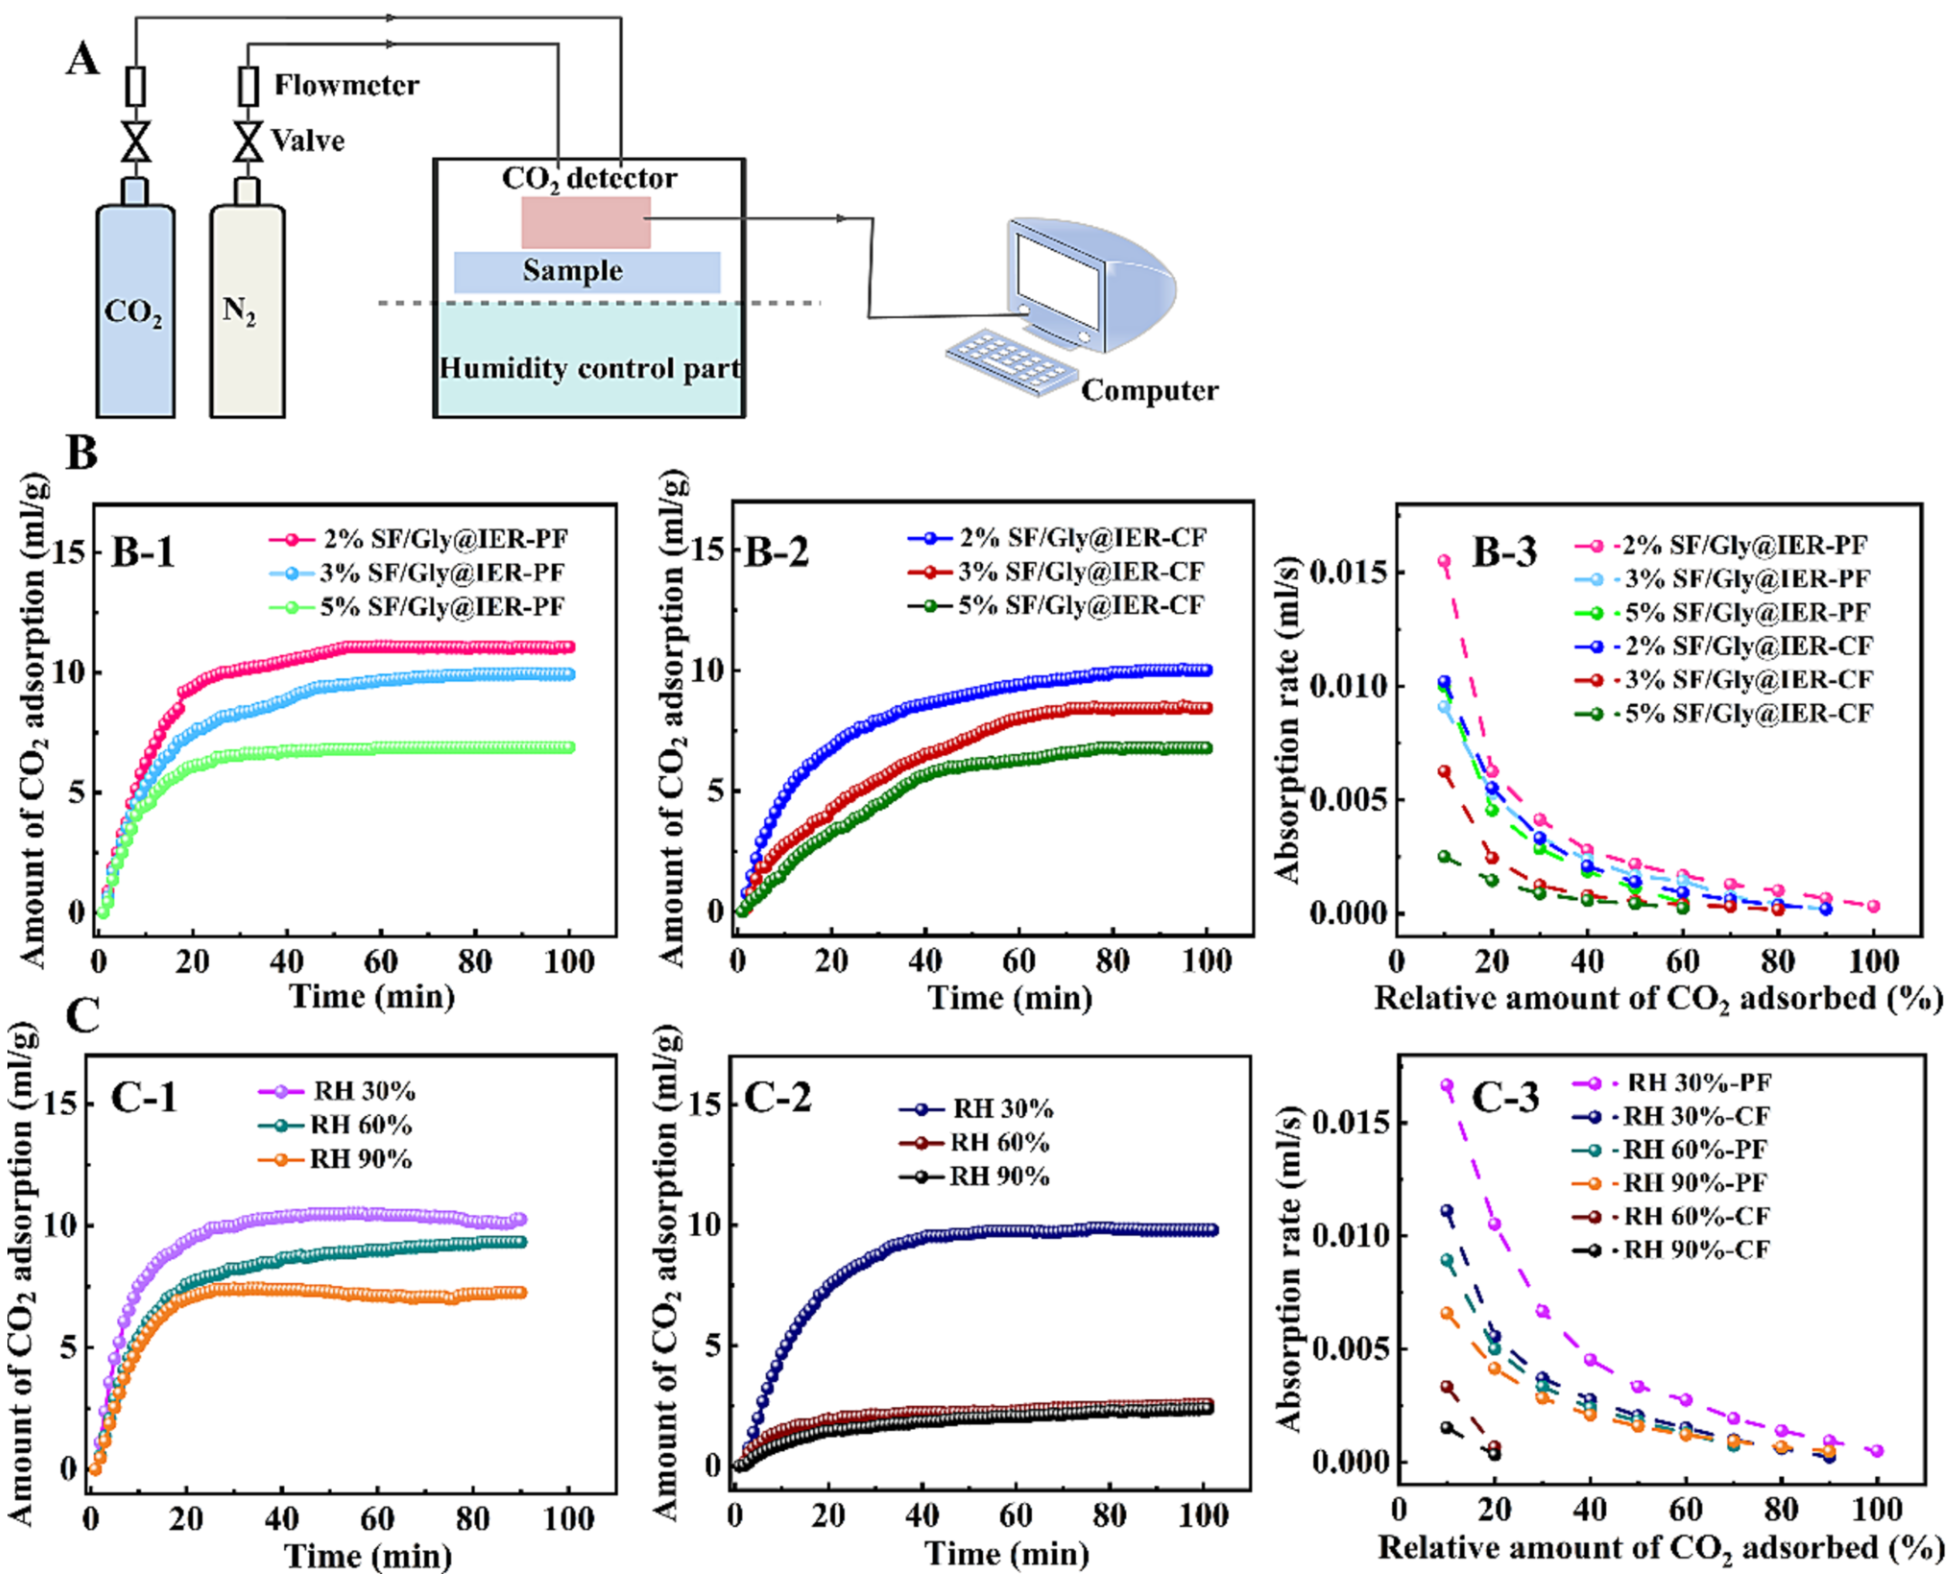 A
Flowmeter
Valve
CO₂ detector
Sample
CO₂
N₂
Humidity control part
Computer
B
B-1
2% SF/Gly@IER-PF
3% SF/Gly@IER-PF
5% SF/Gly@IER-PF
Amount of CO₂ adsorption (ml/g)
15
10
5
0
0 20 40 60 80 100
Time (min)
B-2
2% SF/Gly@IER-CF
3% SF/Gly@IER-CF
5% SF/Gly@IER-CF
Amount of CO₂ adsorption (ml/g)
15
10
5
0
0 20 40 60 80 100
Time (min)
B-3
2% SF/Gly@IER-PF
3% SF/Gly@IER-PF
5% SF/Gly@IER-PF
2% SF/Gly@IER-CF
3% SF/Gly@IER-CF
5% SF/Gly@IER-CF
Absorption rate (ml/s)
0.015
0.010
0.005
0.000
0 20 40 60 80 100
Relative amount of CO₂ adsorbed (%)
C
C-1
RH 30%
RH 60%
RH 90%
Amount of CO₂ adsorption (ml/g)
15
10
5
0
0 20 40 60 80 100
Time (min)
C-2
RH 30%
RH 60%
RH 90%
Amount of CO₂ adsorption (ml/g)
15
10
5
0
0 20 40 60 80 100
Time (min)
C-3
RH 30%-PF
RH 30%-CF
RH 60%-PF
RH 90%-PF
RH 60%-CF
RH 90%-CF
Absorption rate (ml/s)
0.015
0.010
0.005
0.000
0 20 40 60 80 100
Relative amount of CO₂ adsorbed (%)